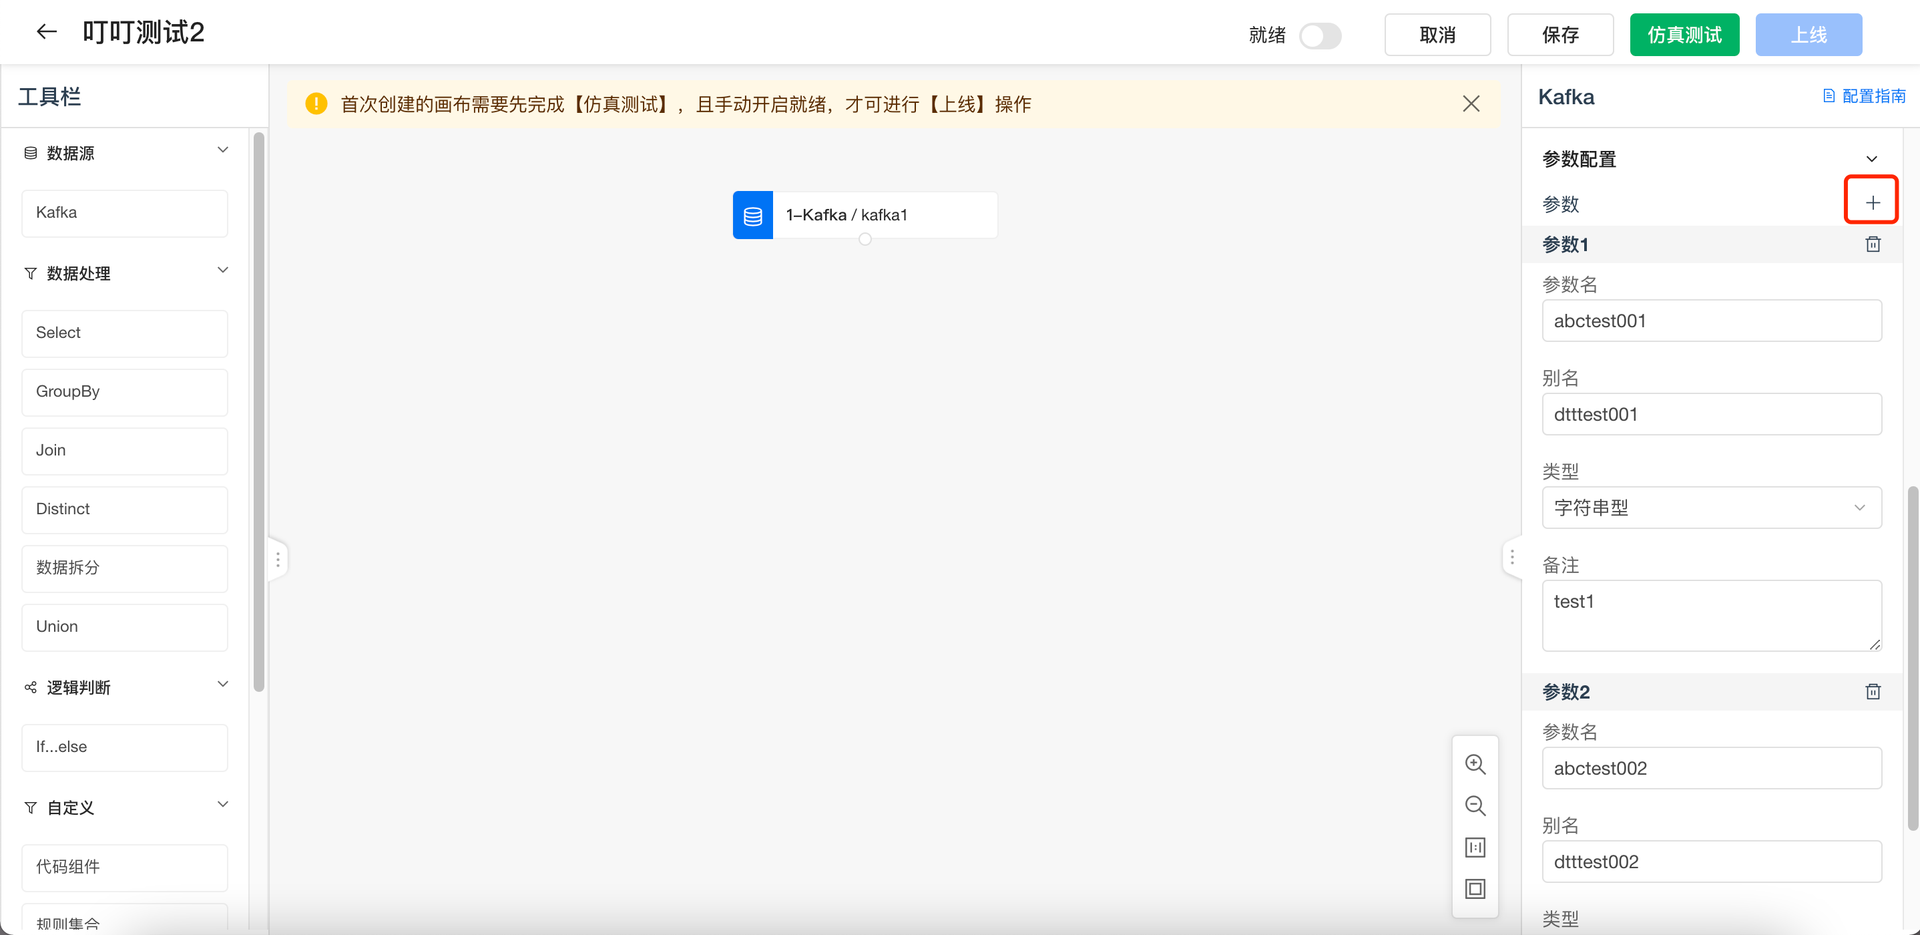 叮叮测试2
就绪
取消
保存
仿真测试
上线
工具栏
数据源
Kafka
数据处理
Select
GroupBy
Join
Distinct
数据拆分
Union
逻辑判断
If...else
自定义
代码组件
规则集合
首次创建的画布需要先完成【仿真测试】，且手动开启就绪，才可进行【上线】操作
1-Kafka / kafka1
Kafka
配置指南
参数配置
参数
参数1
参数名
abctest001
别名
dtttest001
类型
字符串型
备注
test1
参数2
参数名
abctest002
别名
dtttest002
类型